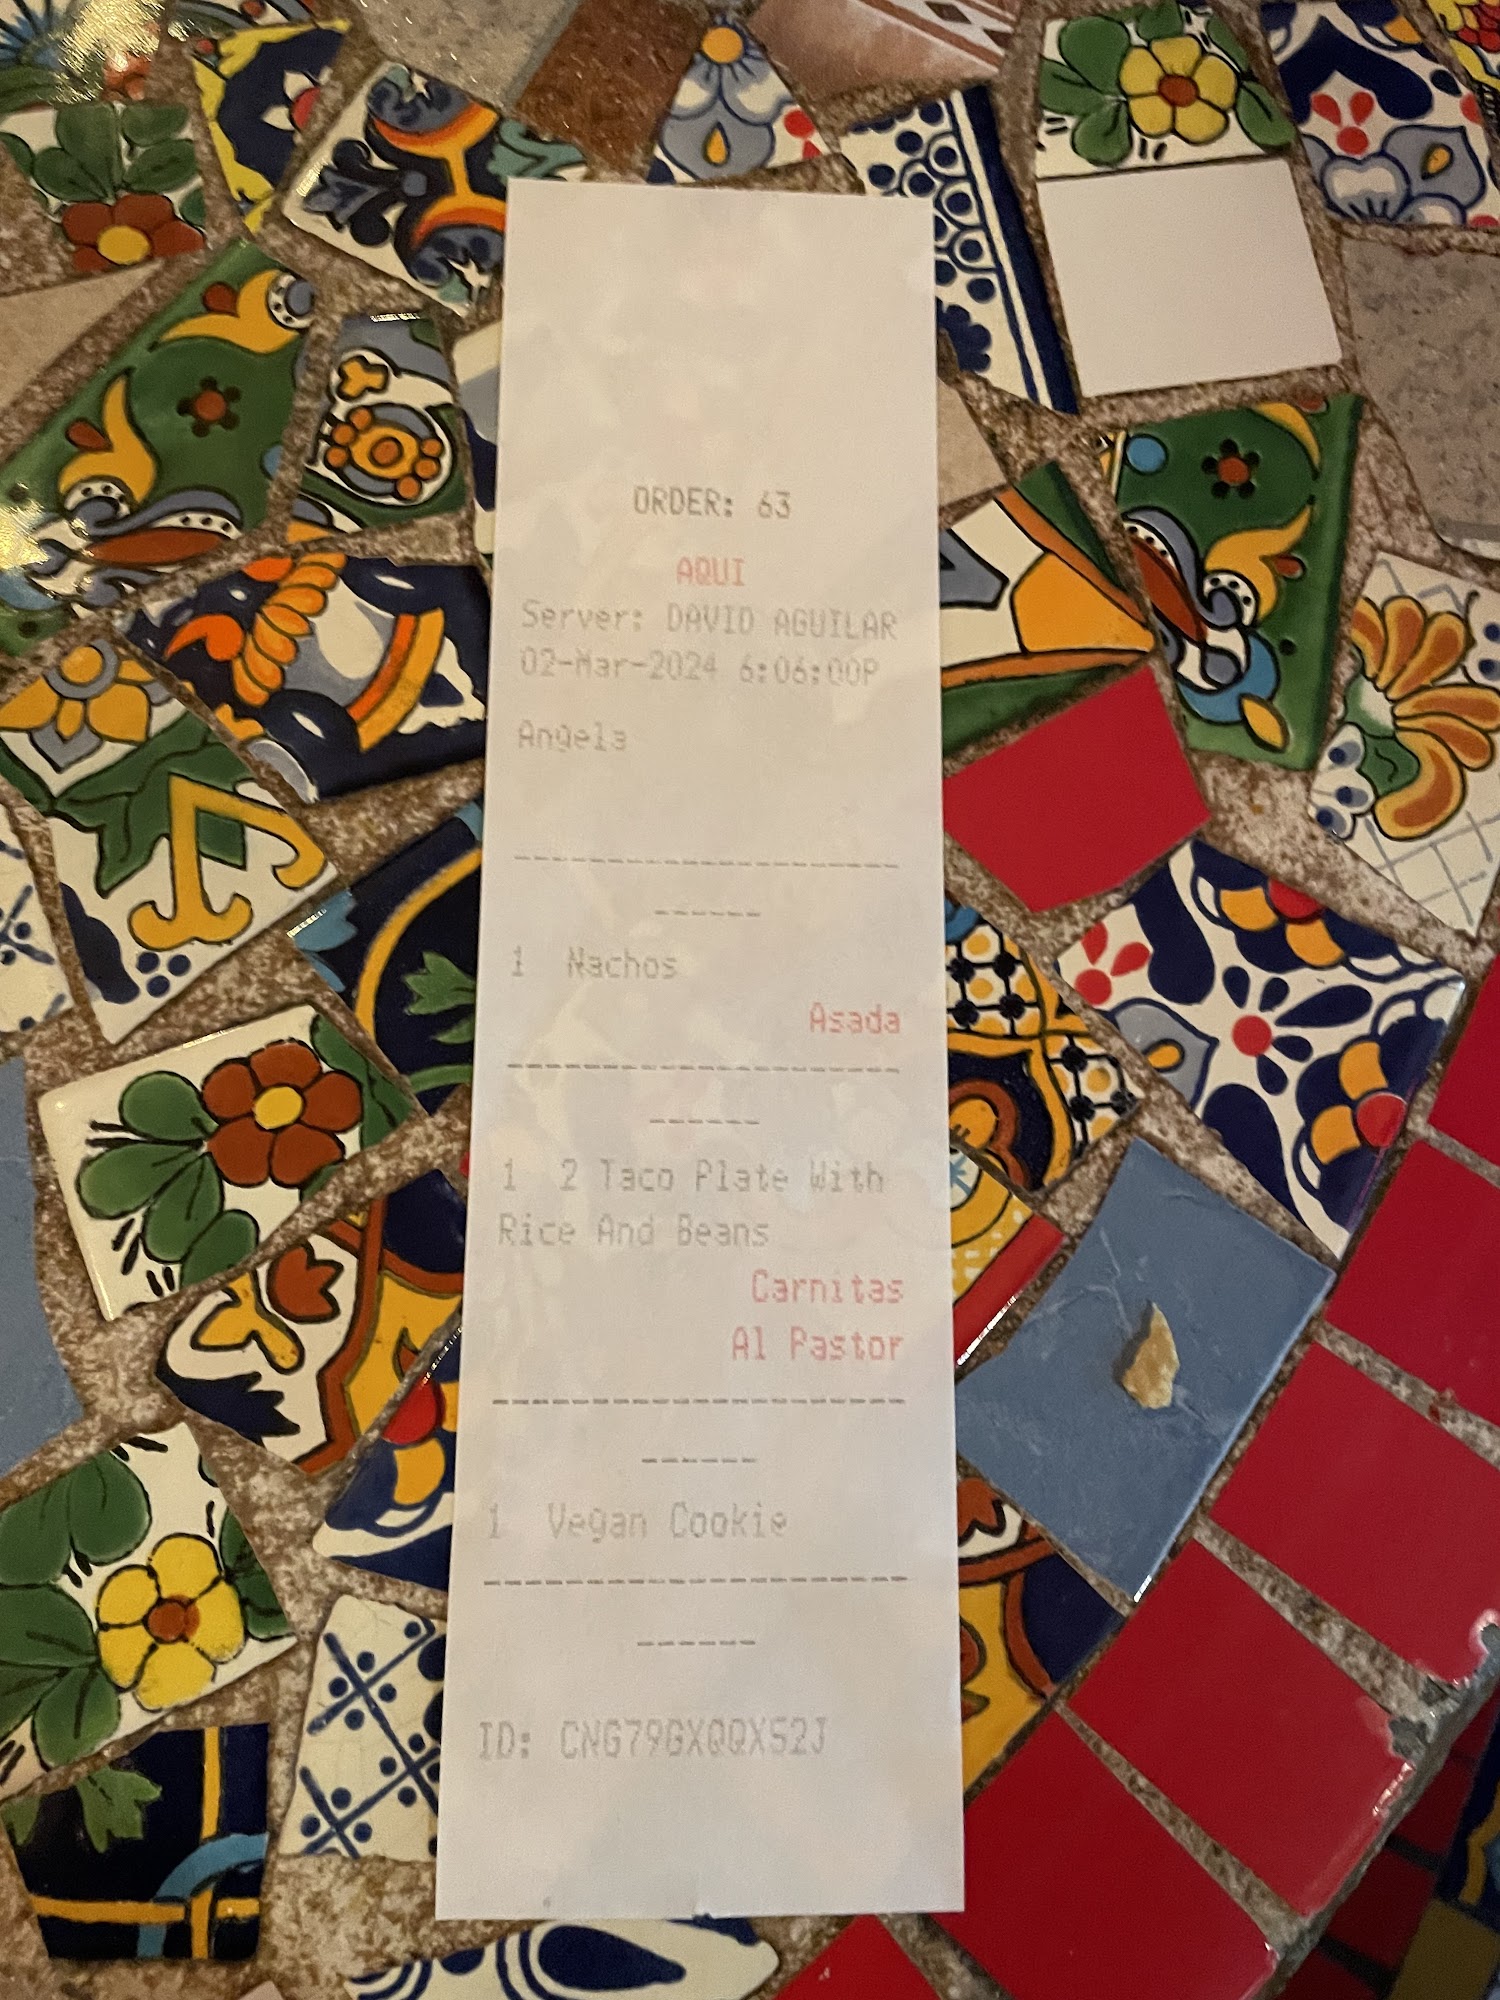 ORDER: 63
AQUI
Server: DAVID AGUILAR
02-Mar-2024 6:06:00P
Angela
1 Nachos
Asada
1 2 Taco Plate With
Rice And Beans
Carnitas
Al Pastor
1 Vegan Cookie
ID: CNG79GXQQXS2J